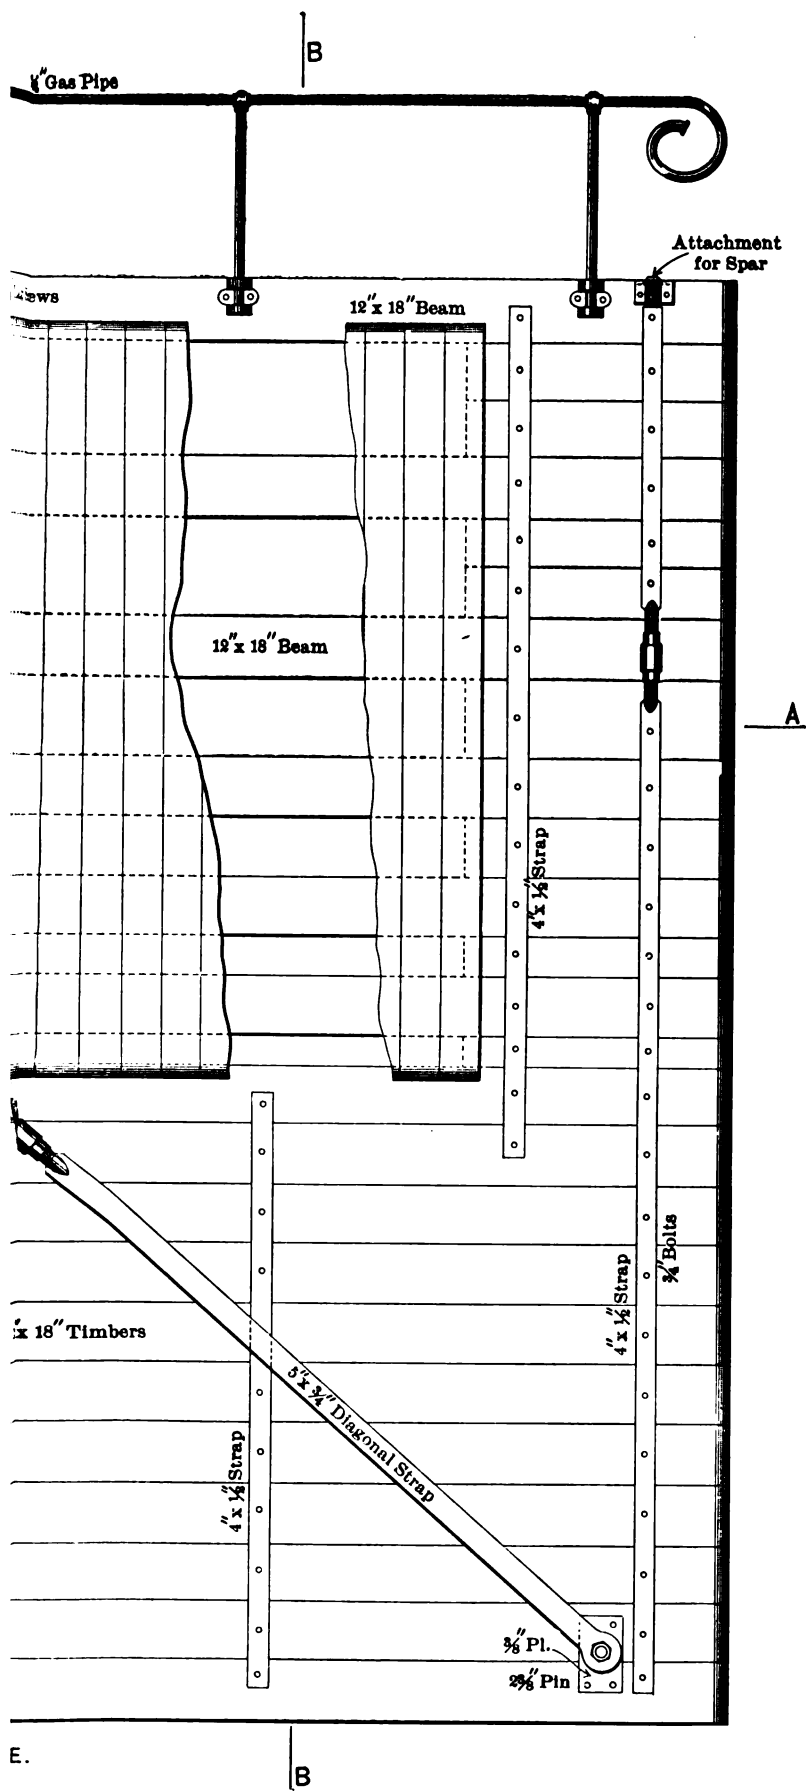 B
Gas Pipe
Attachment
for Spar
12"x 18" Beam
12"x 18" Beam
A
4"x ½" Strap
¾" Bolts
4"x ½" Strap
x 18" Timbers
5"x ¾" Diagonal Strap
4"x ½" Strap
⅜" Pl.
2⅜" Pin
E.
B